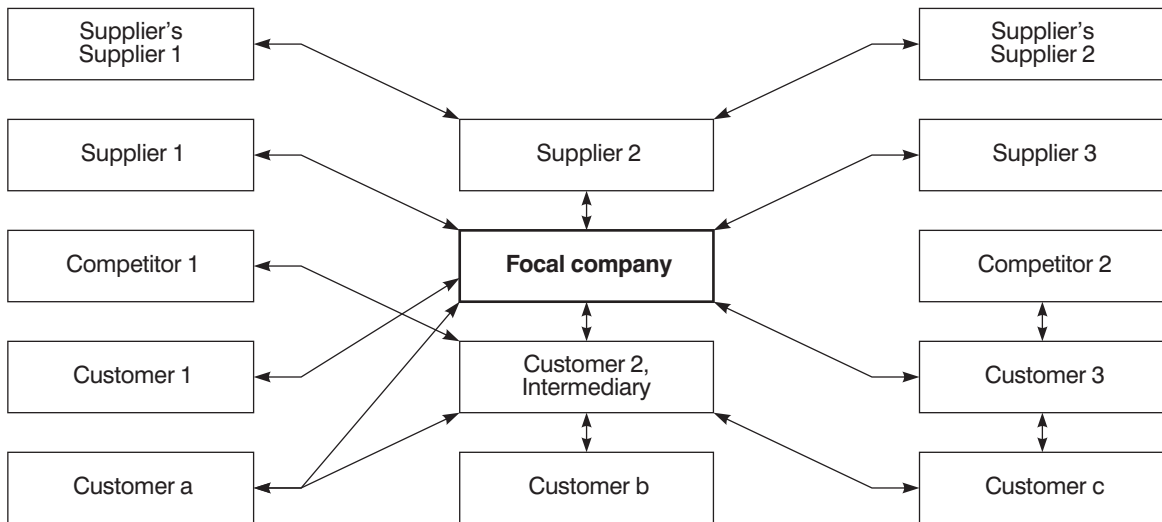 Supplier's
Supplier 1
Supplier's
Supplier 2
Supplier 1
Supplier 2
Supplier 3
Competitor 1
Focal company
Competitor 2
Customer 1
Customer 2,
Intermediary
Customer 3
Customer a
Customer b
Customer c